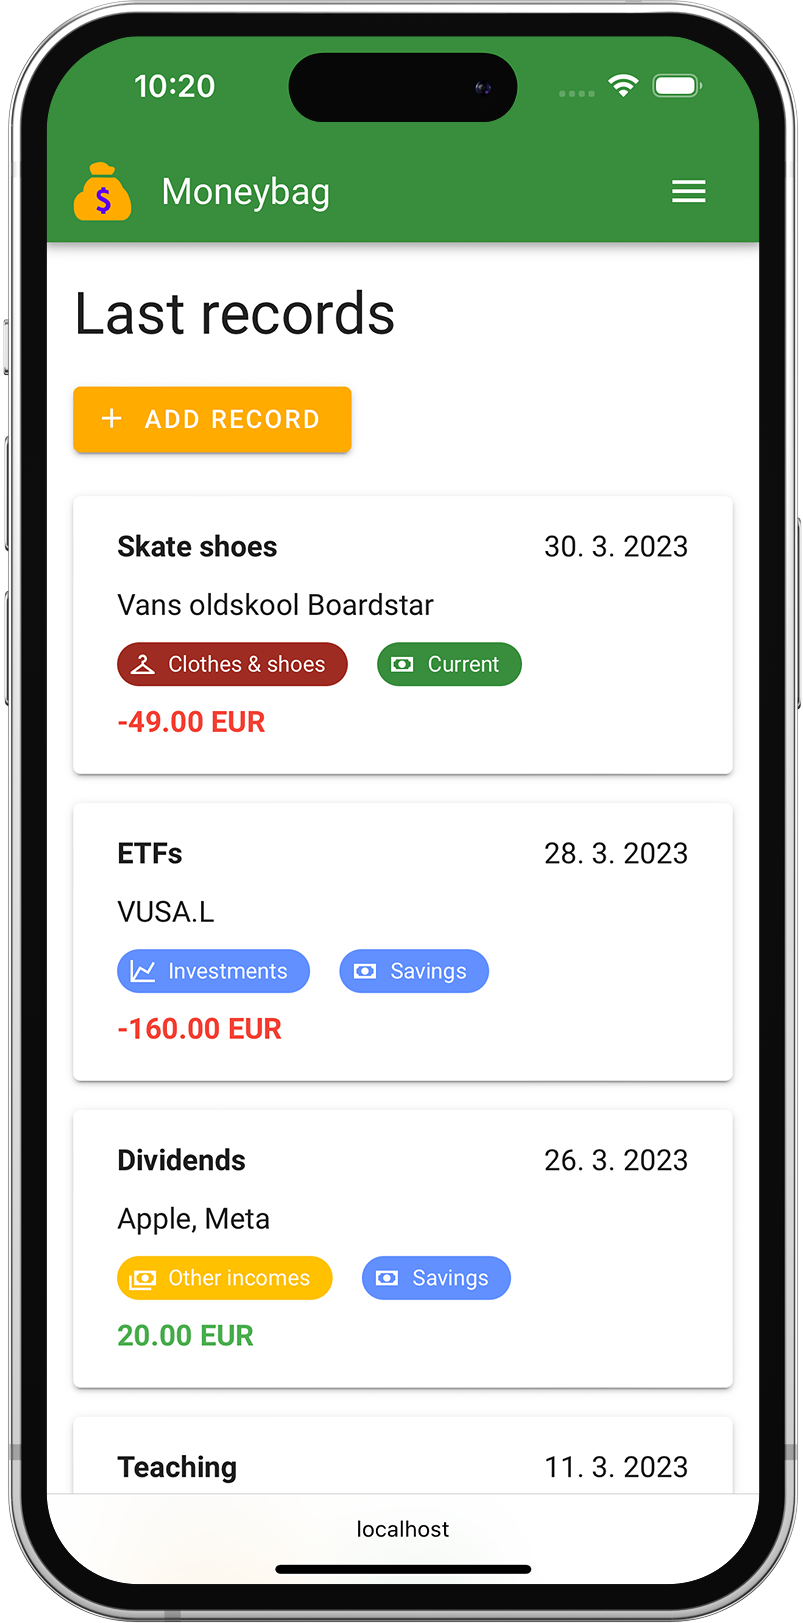 10:20
$ Moneybag
Last records
+ ADD RECORD
Skate shoes 30. 3. 2023
Vans oldskool Boardstar
Clothes & shoes Current
-49.00 EUR
ETFs 28. 3. 2023
VUSA.L
Investments Savings
-160.00 EUR
Dividends 26. 3. 2023
Apple, Meta
Other incomes Savings
20.00 EUR
Teaching 11. 3. 2023
localhost